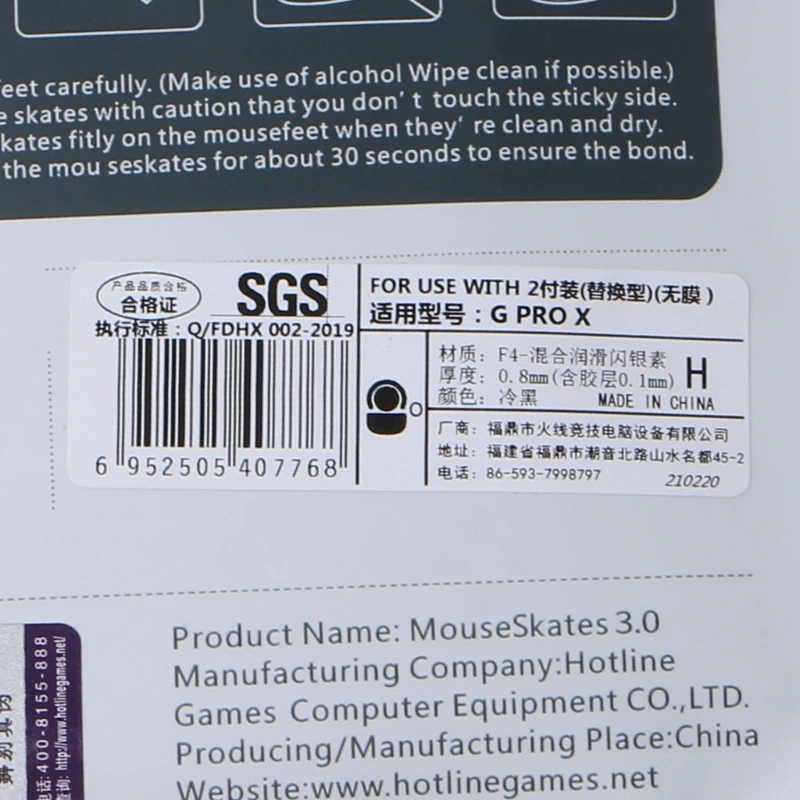 eet carefully. (Make use of alcohol Wipe clean if possible.)
e skates with caution that you don't touch the sticky side.
kates fitly on the mousefeet when they're clean and dry.
the mou seskates for about 30 seconds to ensure the bond.
产品品质合格
合格证
SGS
执行标准：Q/FDHX 002-2019
6 952505 407768
FOR USE WITH 2付装(替换型)(无膜)
适用型号：G PRO X
材质：F4-混合润滑闪银素
厚度：0.8mm(含胶层0.1mm)
H
颜色：冷黑
MADE IN CHINA
厂商：福鼎市火线竞技电脑设备有限公司
地址：福建省福鼎市潮音北路山水名都45-2
电话：86-593-7998797
210220
Product Name: MouseSkates 3.0
Manufacturing Company:Hotline
Games Computer Equipment CO.,LTD.
Producing/Manufacturing Place:China
Website:www.hotlinegames.net
辨别真伪
电话:400-8155-888
查询: http://www.hotlinegames.net/